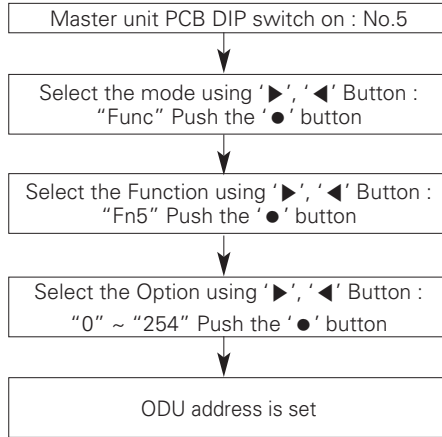 Master unit PCB DIP switch on : No.5
Select the mode using ‘▶’, ‘◀’ Button :
“Func” Push the ‘●’ button
Select the Function using ‘▶’, ‘◀’ Button :
“Fn5” Push the ‘●’ button
Select the Option using ‘▶’, ‘◀’ Button :
“0” ~ “254” Push the ‘●’ button
ODU address is set